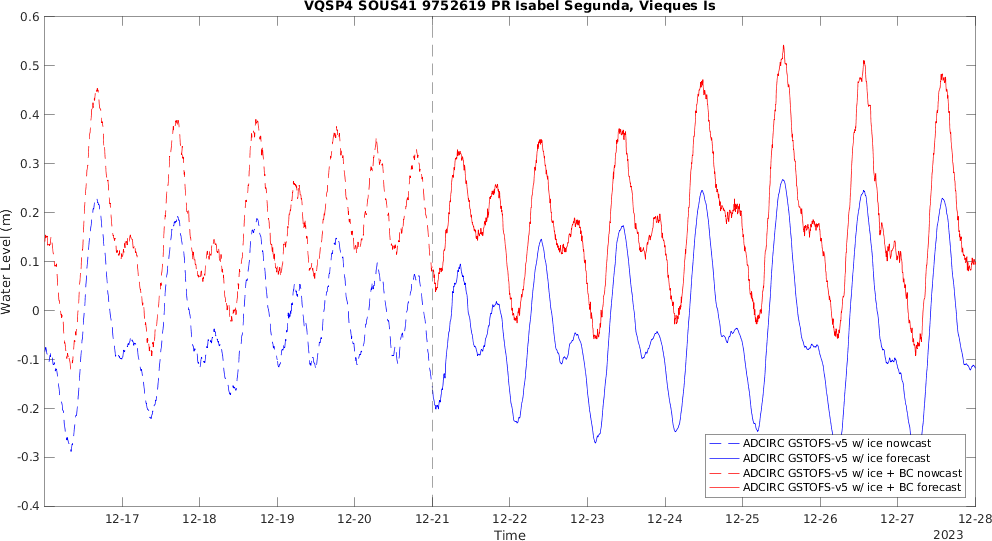 VQSP4 SOUS41 9752619 PR Isabel Segunda, Vieques Is
0.6
0.5
0.4
0.3
0.2
0.1
0
-0.1
-0.2
-0.3
-0.4
Water Level (m)
12-17 12-18 12-19 12-20 12-21 12-22 12-23 12-24 12-25 12-26 12-27 12-28
Time
2023
ADCIRC GSTOFS-v5 w/ ice nowcast
ADCIRC GSTOFS-v5 w/ ice forecast
ADCIRC GSTOFS-v5 w/ ice + BC nowcast
ADCIRC GSTOFS-v5 w/ ice + BC forecast